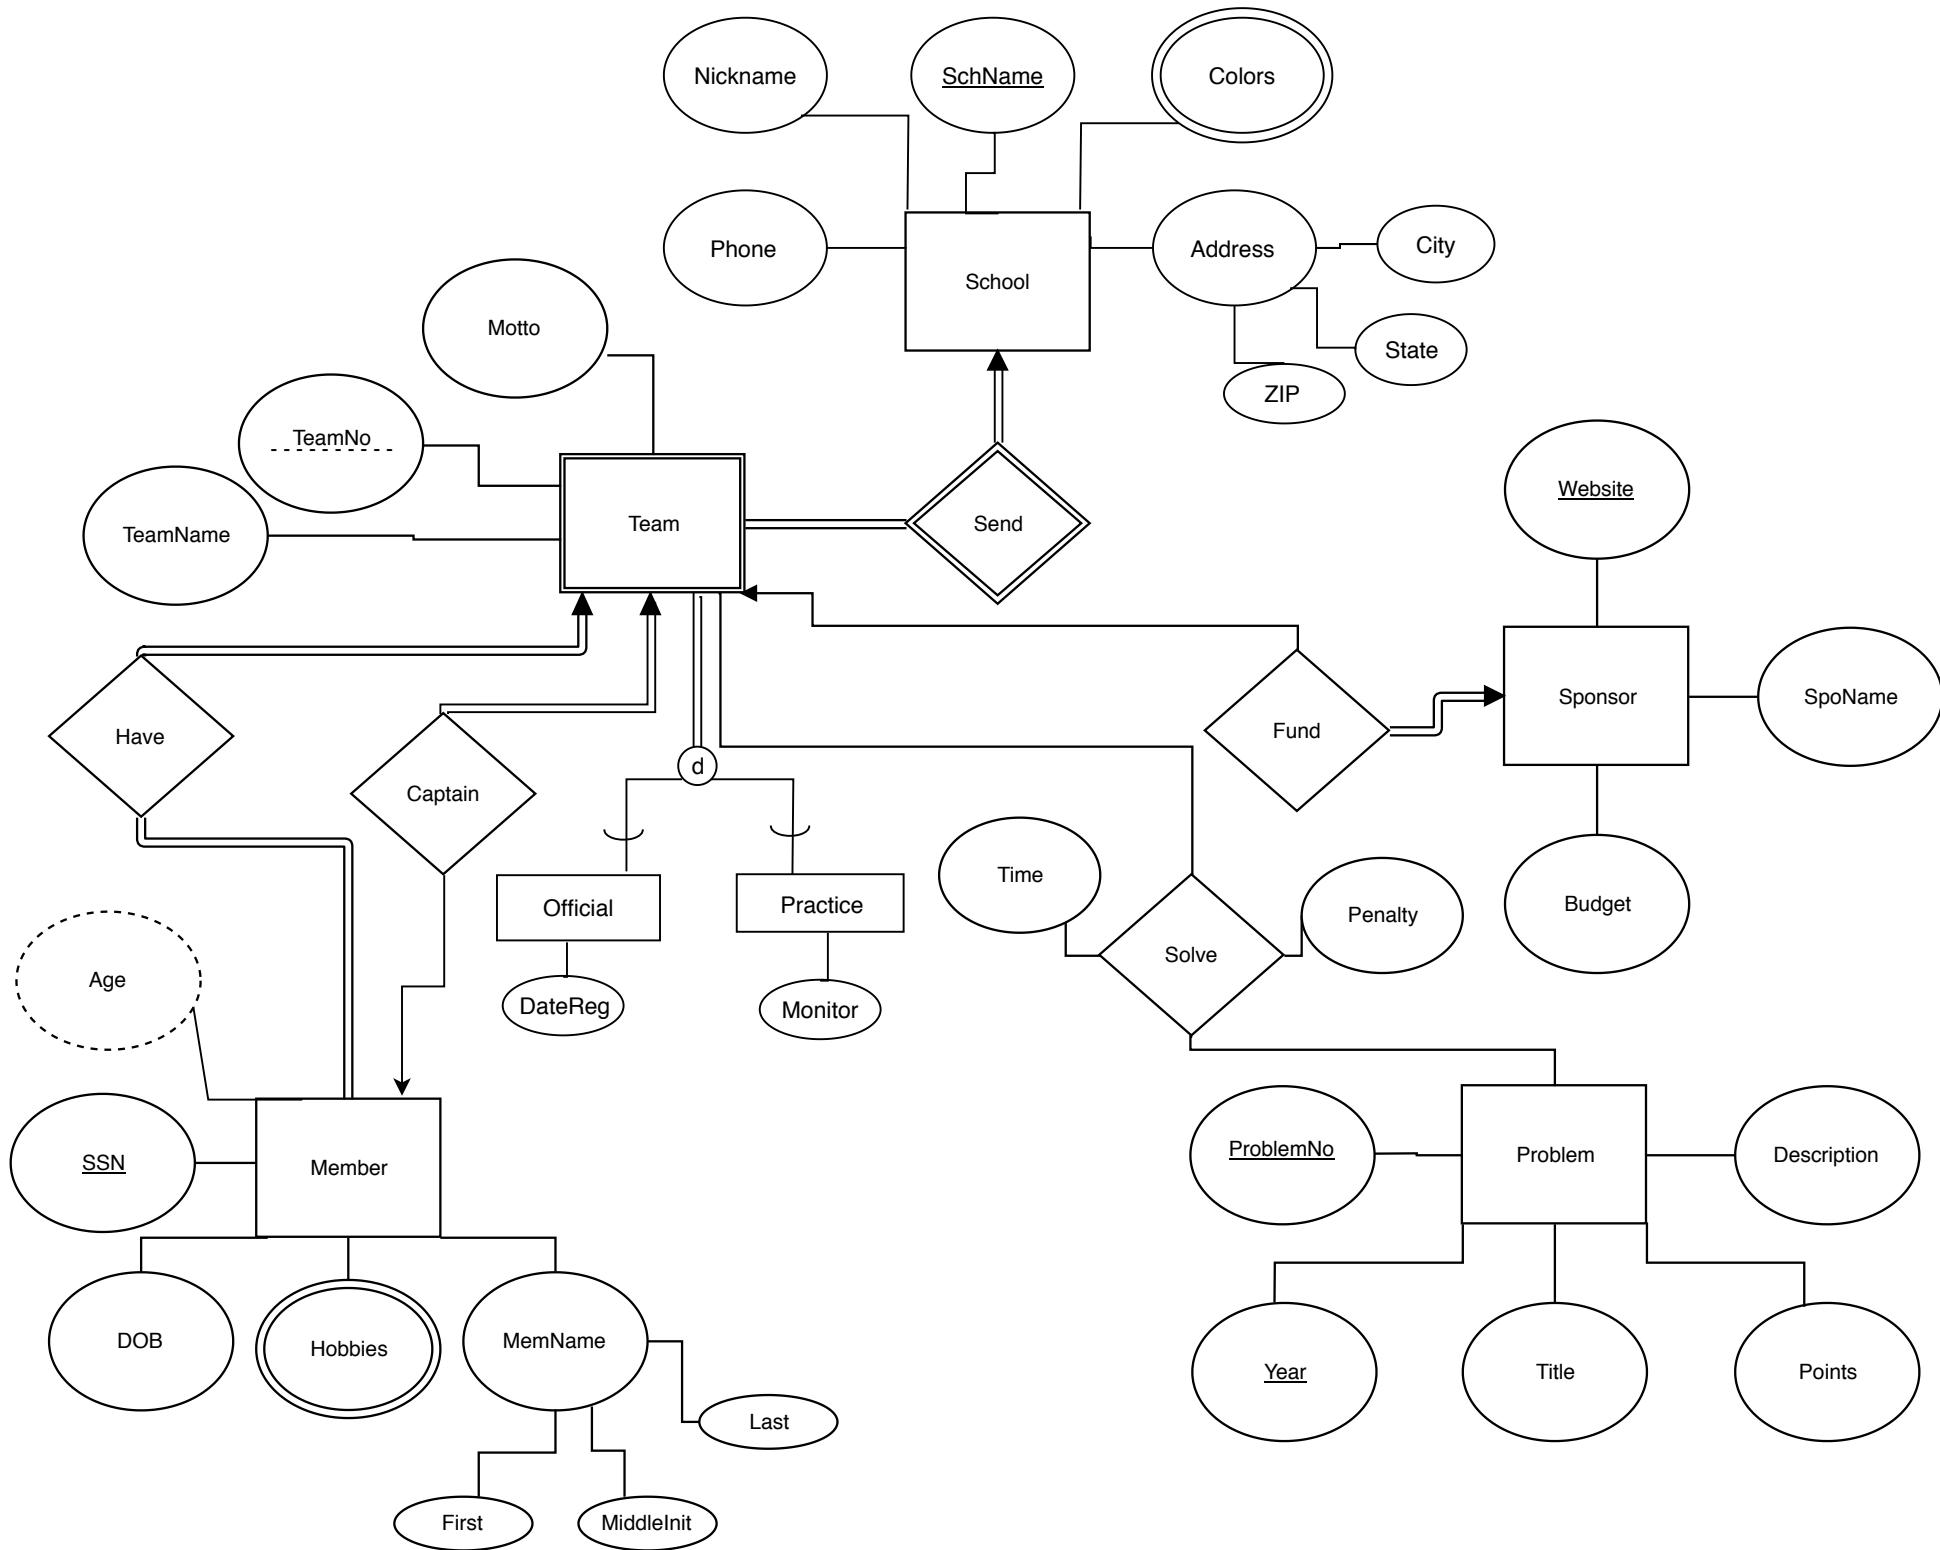 Nickname
SchName
Colors
Phone
School
Address
City
State
ZIP
Motto
TeamNo
TeamName
Team
Send
Website
Have
Captain
d
Fund
Sponsor
SpoName
Official
Practice
Time
Penalty
Budget
Age
DateReg
Monitor
Solve
SSN
Member
ProblemNo
Problem
Description
DOB
Hobbies
MemName
Year
Title
Points
Last
First
MiddleInit